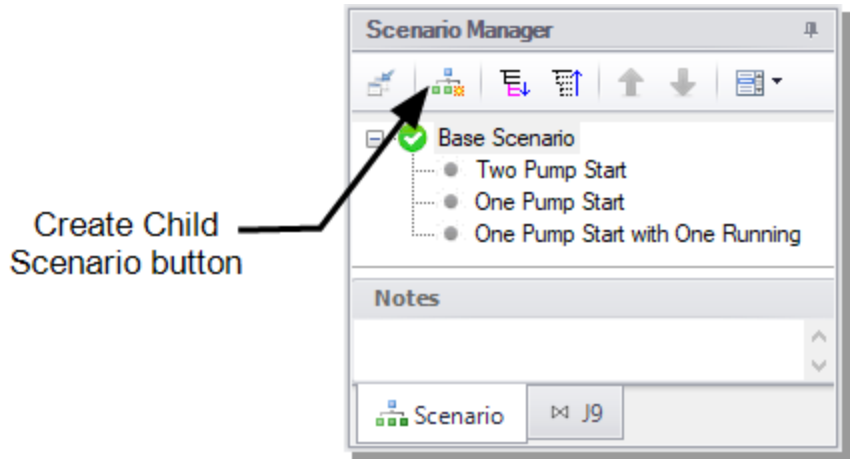 Scenario Manager
Base Scenario
Two Pump Start
One Pump Start
One Pump Start with One Running
Create Child
Scenario button
Notes
Scenario
J9